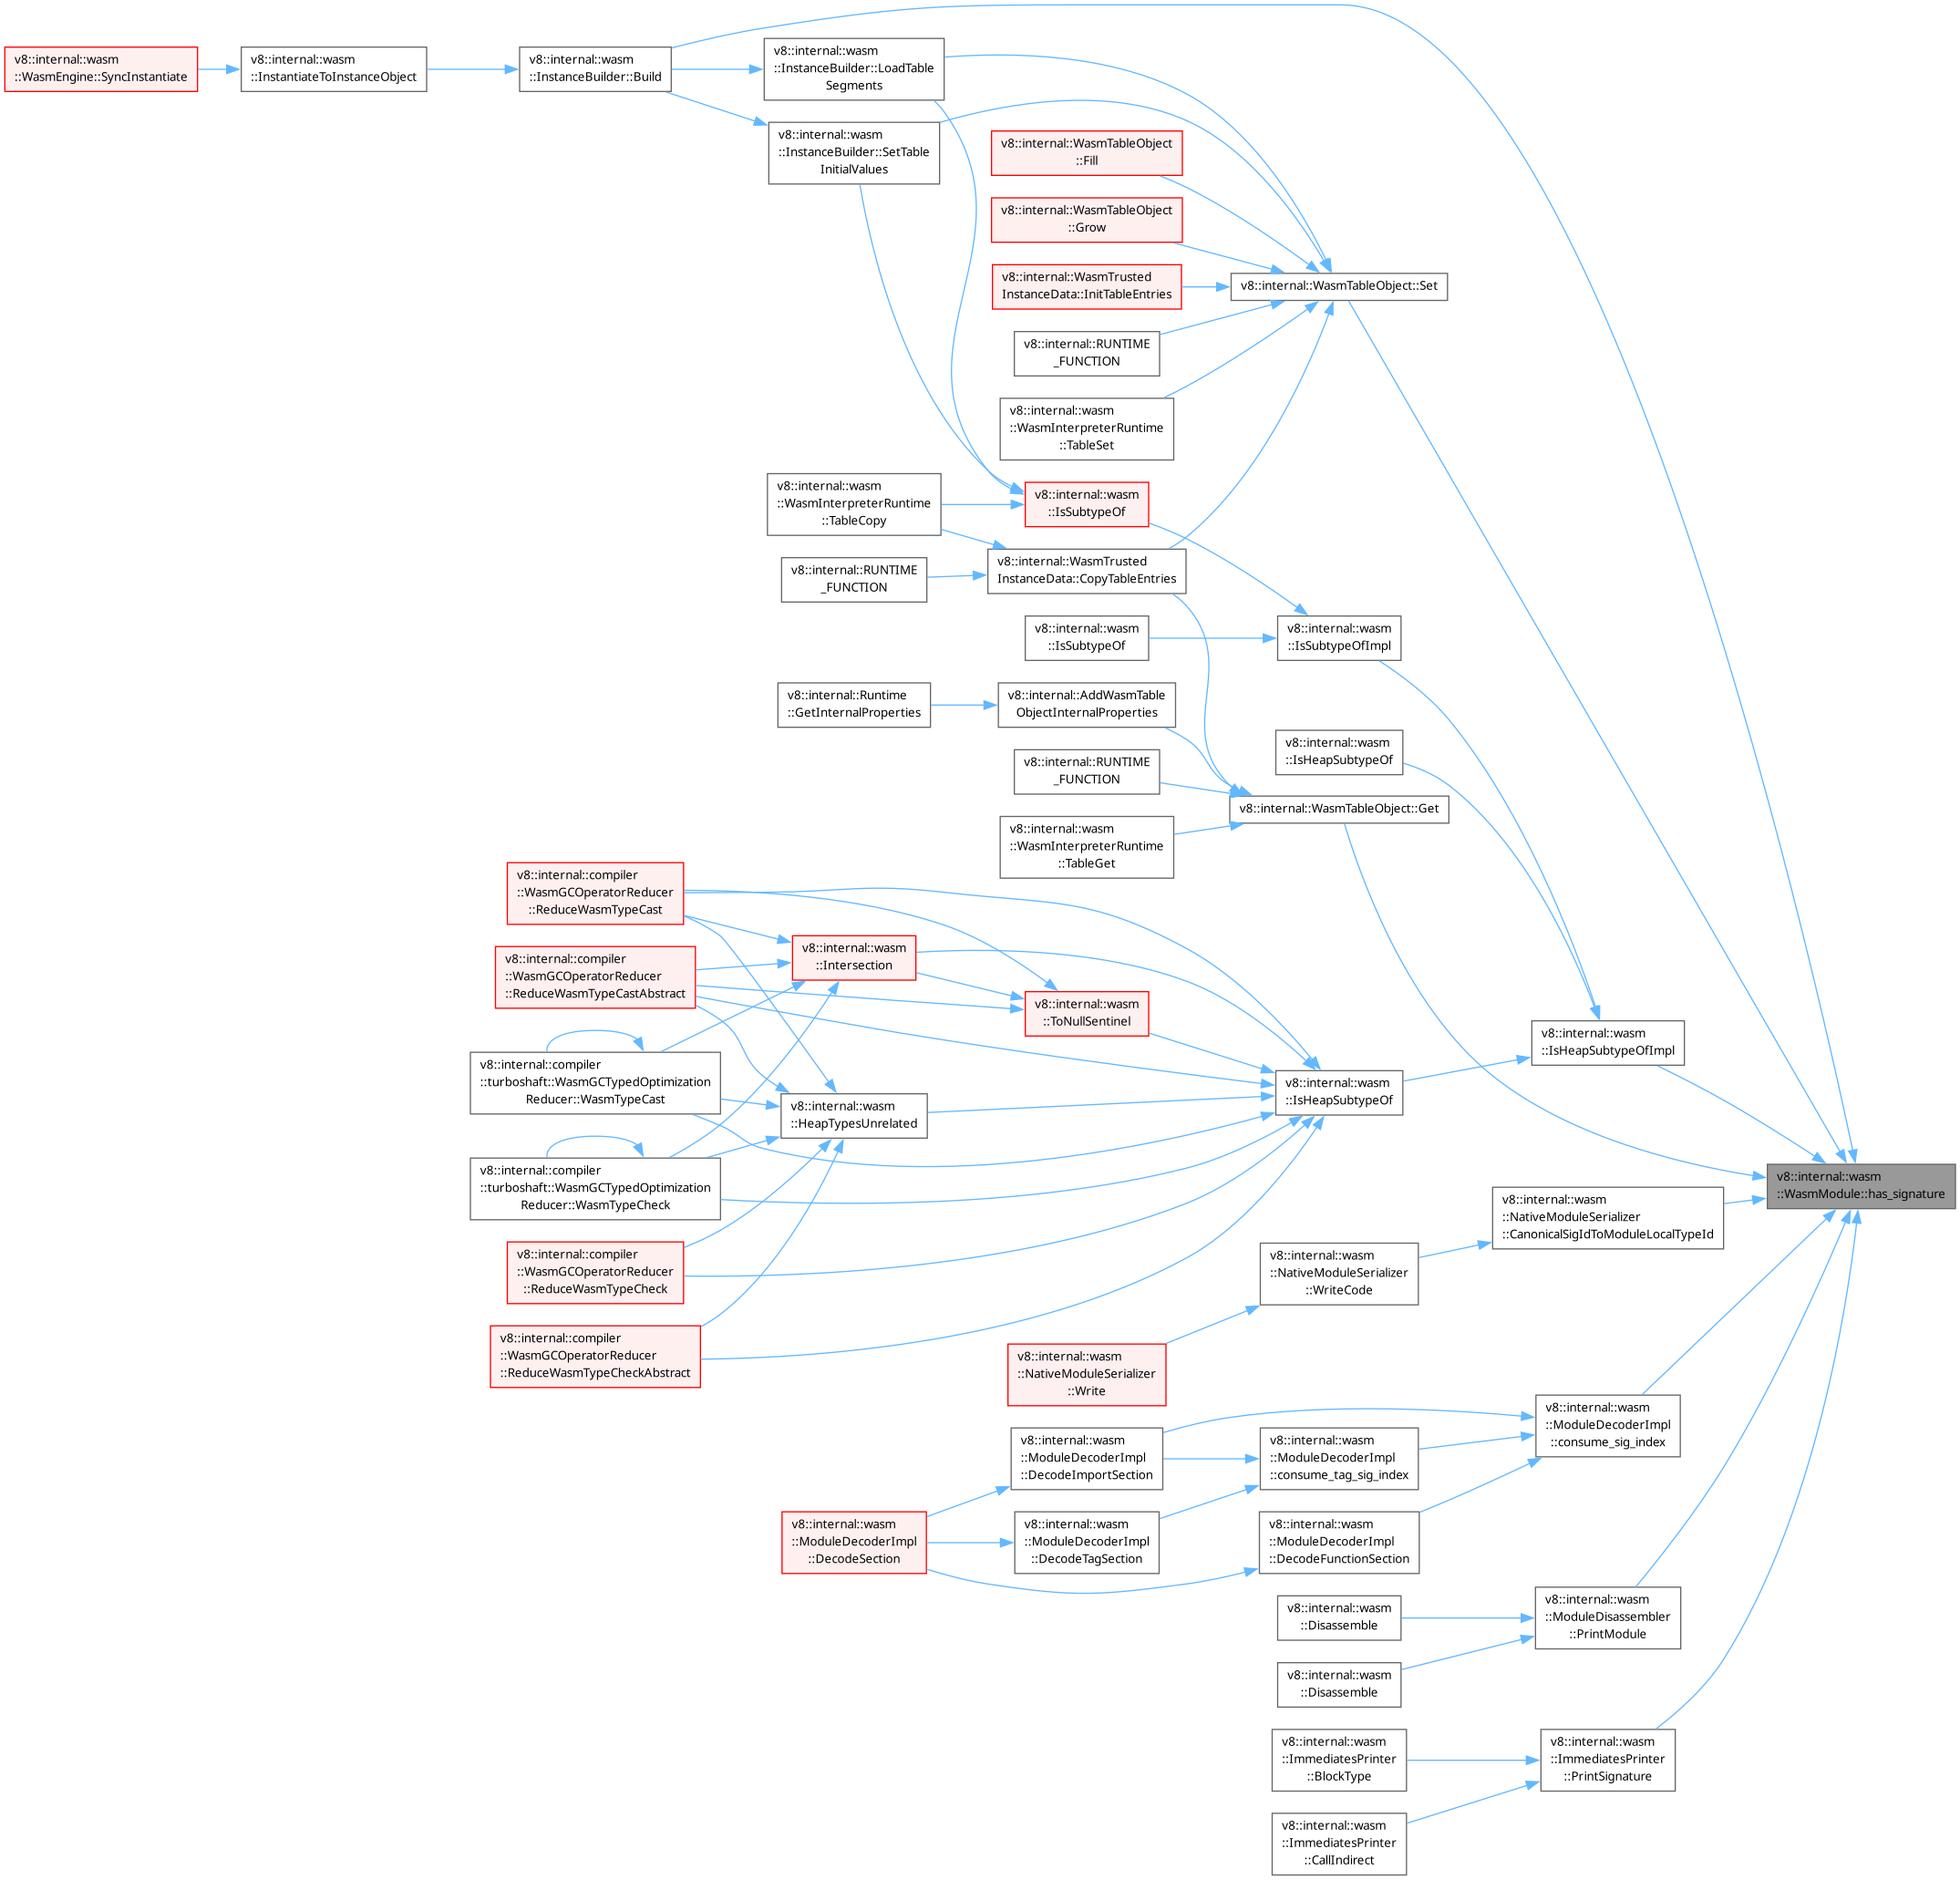 v8::internal::wasm
::WasmEngine::SyncInstantiate
v8::internal::wasm
::InstantiateToInstanceObject
v8::internal::wasm
::InstanceBuilder::Build
v8::internal::wasm
::InstanceBuilder::LoadTable
Segments
v8::internal::wasm
::InstanceBuilder::SetTable
InitialValues
v8::internal::WasmTableObject
::Fill
v8::internal::WasmTableObject
::Grow
v8::internal::WasmTrusted
InstanceData::InitTableEntries
v8::internal::WasmTableObject::Set
v8::internal::RUNTIME
_FUNCTION
v8::internal::wasm
::WasmInterpreterRuntime
::TableSet
v8::internal::wasm
::WasmInterpreterRuntime
::TableCopy
v8::internal::wasm
::IsSubtypeOf
v8::internal::RUNTIME
_FUNCTION
v8::internal::WasmTrusted
InstanceData::CopyTableEntries
v8::internal::wasm
::IsSubtypeOf
v8::internal::wasm
::IsSubtypeOfImpl
v8::internal::Runtime
::GetInternalProperties
v8::internal::AddWasmTable
ObjectInternalProperties
v8::internal::wasm
::IsHeapSubtypeOf
v8::internal::RUNTIME
_FUNCTION
v8::internal::WasmTableObject::Get
v8::internal::wasm
::WasmInterpreterRuntime
::TableGet
v8::internal::compiler
::WasmGCOperatorReducer
::ReduceWasmTypeCast
v8::internal::wasm
::Intersection
v8::internal::compiler
::WasmGCOperatorReducer
::ReduceWasmTypeCastAbstract
v8::internal::wasm
::ToNullSentinel
v8::internal::wasm
::IsHeapSubtypeOfImpl
v8::internal::compiler
::turboshaft::WasmGCTypedOptimization
Reducer::WasmTypeCast
v8::internal::wasm
::HeapTypesUnrelated
v8::internal::wasm
::IsHeapSubtypeOf
v8::internal::compiler
::turboshaft::WasmGCTypedOptimization
Reducer::WasmTypeCheck
v8::internal::wasm
::WasmModule::has_signature
v8::internal::wasm
::NativeModuleSerializer
::CanonicalSigIdToModuleLocalTypeId
v8::internal::compiler
::WasmGCOperatorReducer
::ReduceWasmTypeCheck
v8::internal::wasm
::NativeModuleSerializer
::WriteCode
v8::internal::compiler
::WasmGCOperatorReducer
::ReduceWasmTypeCheckAbstract
v8::internal::wasm
::NativeModuleSerializer
::Write
v8::internal::wasm
::ModuleDecoderImpl
::consume_sig_index
v8::internal::wasm
::ModuleDecoderImpl
::DecodeImportSection
v8::internal::wasm
::ModuleDecoderImpl
::consume_tag_sig_index
v8::internal::wasm
::ModuleDecoderImpl
::DecodeSection
v8::internal::wasm
::ModuleDecoderImpl
::DecodeTagSection
v8::internal::wasm
::ModuleDecoderImpl
::DecodeFunctionSection
v8::internal::wasm
::Disassemble
v8::internal::wasm
::ModuleDisassembler
::PrintModule
v8::internal::wasm
::Disassemble
v8::internal::wasm
::ImmediatesPrinter
::BlockType
v8::internal::wasm
::ImmediatesPrinter
::PrintSignature
v8::internal::wasm
::ImmediatesPrinter
::CallIndirect